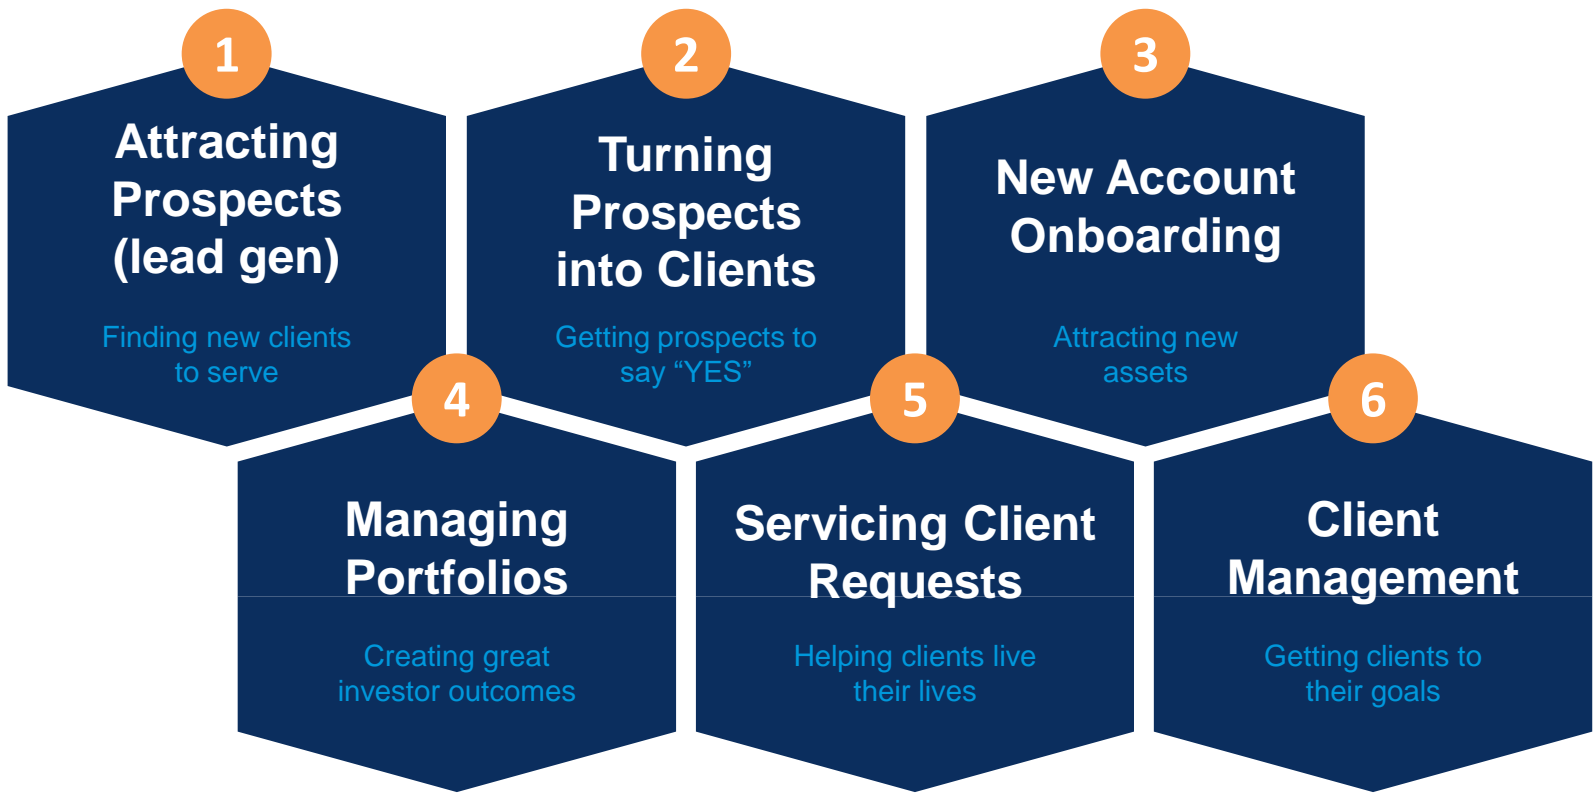 1
Attracting
Prospects
(lead gen)
Finding new clients
to serve
2
Turning
Prospects
into Clients
Getting prospects to
say “YES”
3
New Account
Onboarding
Attracting new
assets
4
Managing
Portfolios
Creating great
investor outcomes
5
Servicing Client
Requests
Helping clients live
their lives
6
Client
Management
Getting clients to
their goals